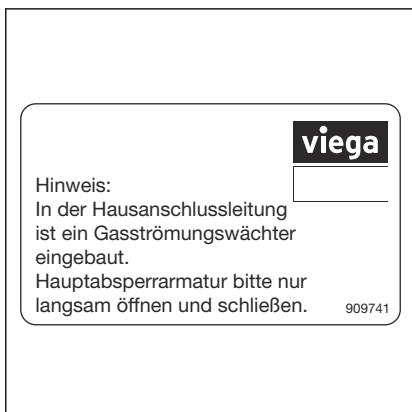 viega
Hinweis:
In der Hausanschlussleitung
ist ein Gasströmungswächter
eingebaut.
Hauptabsperrarmatur bitte nur
langsam öffnen und schließen.
909741